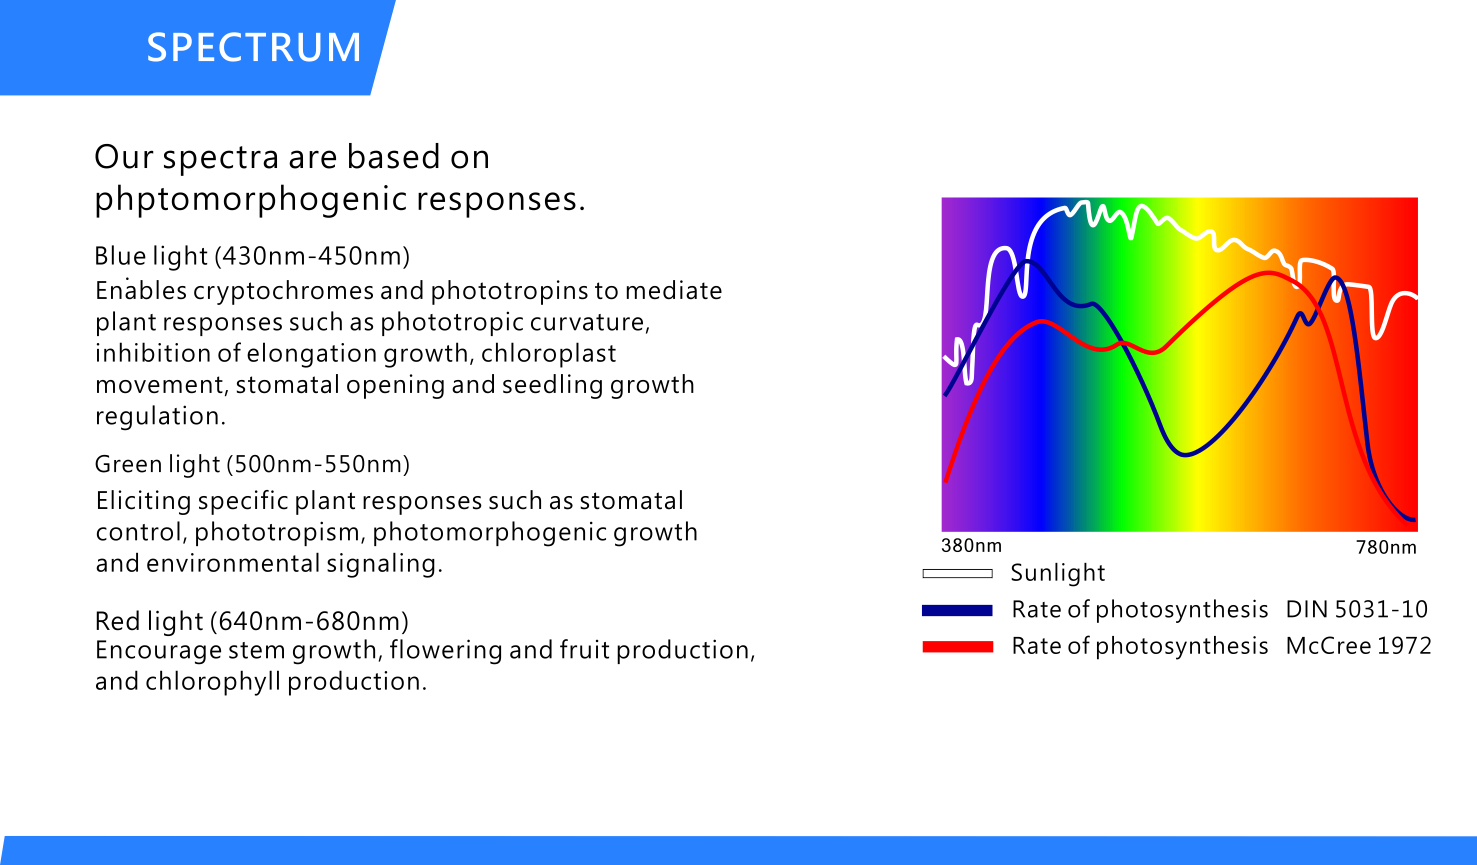 SPECTRUM
Our spectra are based on
phptomorphogenic responses.
Blue light (430nm-450nm)
Enables cryptochromes and phototropins to mediate
plant responses such as phototropic curvature,
inhibition of elongation growth, chloroplast
movement, stomatal opening and seedling growth
regulation.
Green light (500nm-550nm)
Eliciting specific plant responses such as stomatal
control, phototropism, photomorphogenic growth
and environmental signaling.
Red light (640nm-680nm)
Encourage stem growth, flowering and fruit production,
and chlorophyll production.
380nm 780nm
Sunlight
Rate of photosynthesis DIN 5031-10
Rate of photosynthesis McCree 1972